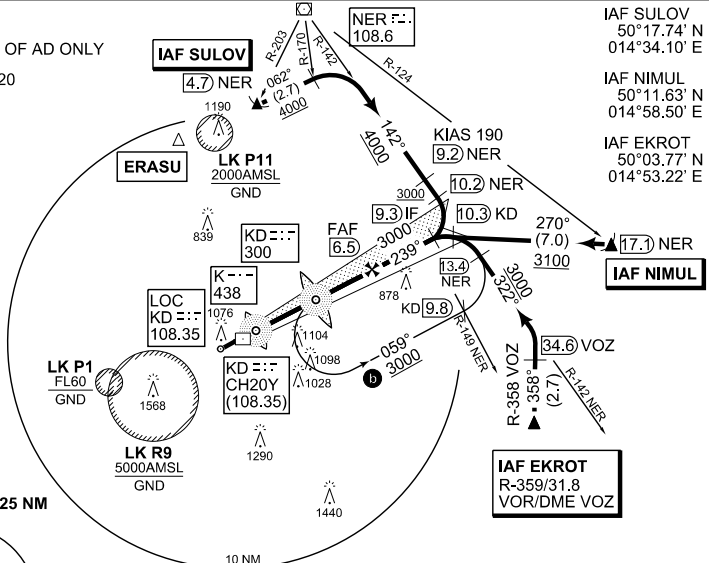 OF AD ONLY
20
IAF SULOV
4.7 NER
NER
108.6
R-203
R-170
R-142
R-124
IAF SULOV
50°17.74' N
014°34.10' E
IAF NIMUL
50°11.63' N
014°58.50' E
IAF EKROT
50°03.77' N
014°53.22' E
062°
(2.7)
4000
1190
ERASU
LK P11
2000AMSL
GND
142°
4000
KIAS 190
9.2 NER
10.2 NER
3000
9.3 IF
10.3 KD
839
KD
300
FAF
6.5
3000
239°
270°
(7.0)
3100
17.1 NER
IAF NIMUL
K
438
878
13.4
NER
3000
322°
LOC
KD
108.35
1076
KD 9.8
1104
1098
1028
059°
3000
b
R-149 NER
34.6 VOZ
KD
CH20Y
(108.35)
LK P1
FL60
GND
1568
R-358 VOZ
358°
(2.7)
R-142 NER
LK R9
5000AMSL
GND
1290
IAF EKROT
R-359/31.8
VOR/DME VOZ
25 NM
1440
10 NM